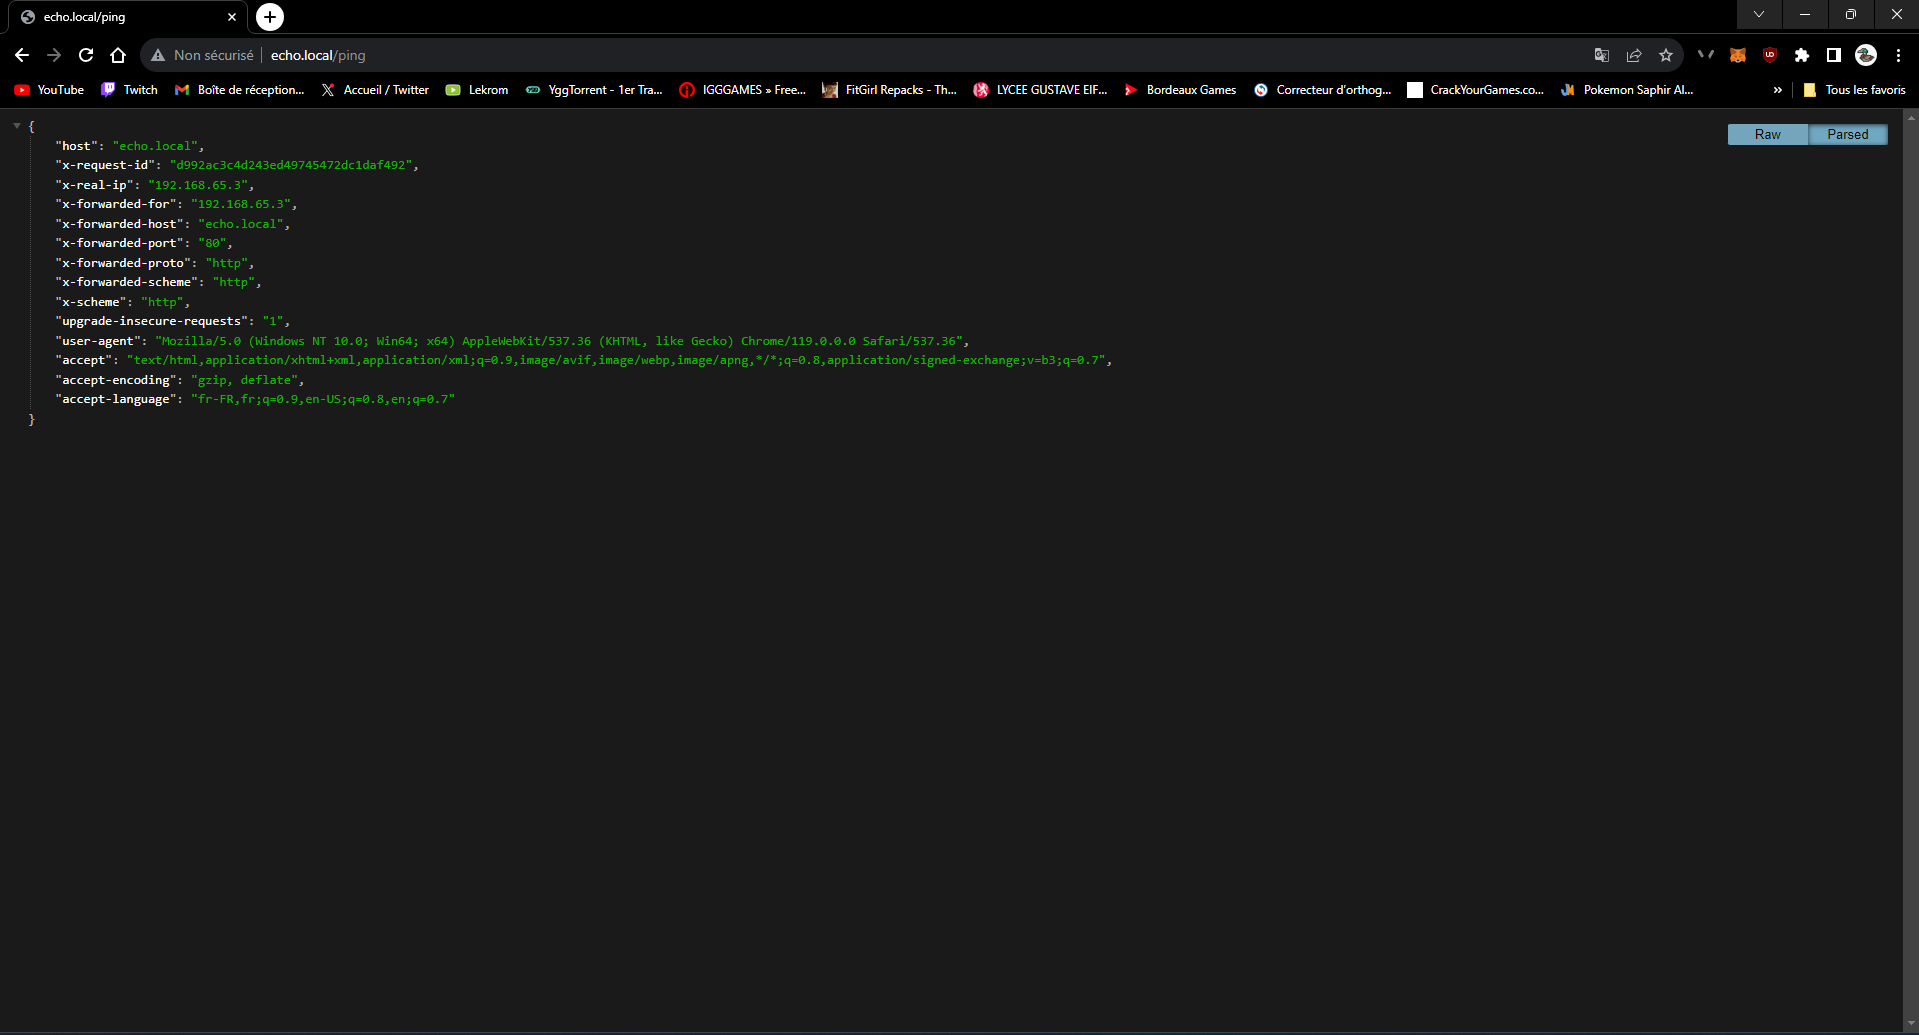 echo.local/ping
Non sécurisé echo.local/ping
YouTube Twitch Boîte de réception... Accueil / Twitter Lekrom YggTorrent - 1er Tra... IGGGAMES » Free... FitGirl Repacks - Th... LYCEE GUSTAVE EIF... Bordeaux Games Correcteur d'orthog... CrackYourGames.co... Pokemon Saphir Al... » Tous les favoris
Raw Parsed
{
"host": "echo.local",
"x-request-id": "d992ac3c4d243ed49745472dc1daf492",
"x-real-ip": "192.168.65.3",
"x-forwarded-for": "192.168.65.3",
"x-forwarded-host": "echo.local",
"x-forwarded-port": "80",
"x-forwarded-proto": "http",
"x-forwarded-scheme": "http",
"x-scheme": "http",
"upgrade-insecure-requests": "1",
"user-agent": "Mozilla/5.0 (Windows NT 10.0; Win64; x64) AppleWebKit/537.36 (KHTML, like Gecko) Chrome/119.0.0.0 Safari/537.36",
"accept": "text/html,application/xhtml+xml,application/xml;q=0.9,image/avif,image/webp,image/apng,*/*;q=0.8,application/signed-exchange;v=b3;q=0.7",
"accept-encoding": "gzip, deflate",
"accept-language": "fr-FR,fr;q=0.9,en-US;q=0.8,en;q=0.7"
}